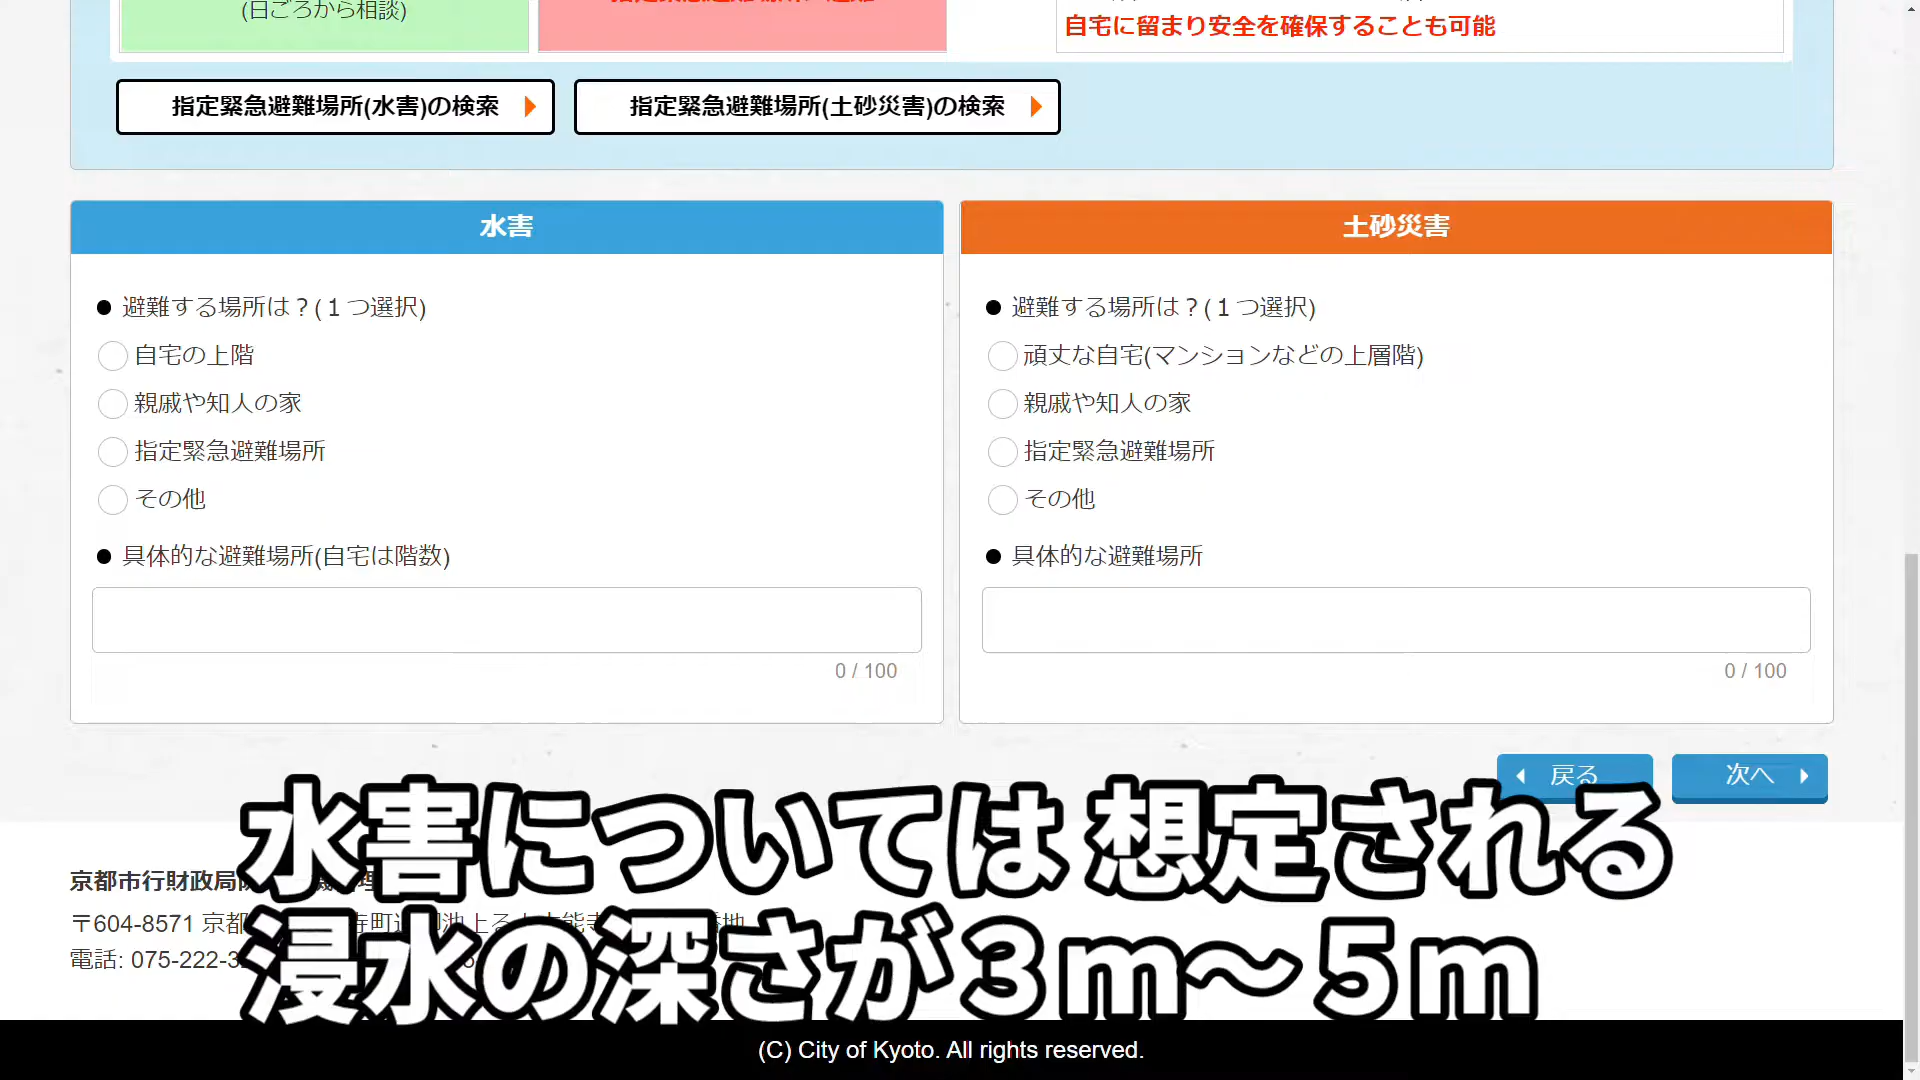 (日ごろから相談)
自宅に留まり安全を確保することも可能
指定緊急避難場所(水害)の検索
指定緊急避難場所(土砂災害)の検索
水害
● 避難する場所は？(１つ選択)
自宅の上階
親戚や知人の家
指定緊急避難場所
その他
● 具体的な避難場所(自宅は階数)
0 / 100
土砂災害
● 避難する場所は？(１つ選択)
頑丈な自宅(マンションなどの上層階)
親戚や知人の家
指定緊急避難場所
その他
● 具体的な避難場所
0 / 100
戻る
次へ
水害については 想定される
浸水の深さが３ｍ～５ｍ
京都市行財政局
〒604-8571 京都
電話: 075-222-3
(C) City of Kyoto. All rights reserved.